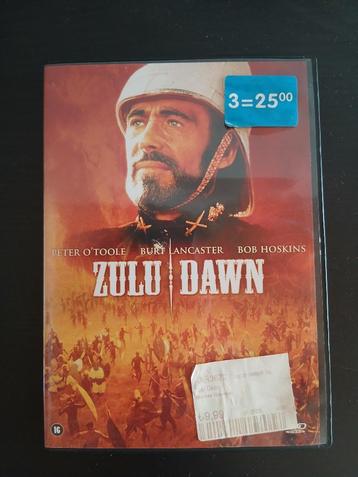 3=25⁰⁰
PETER O'TOOLE BURT LANCASTER BOB HOSKINS
ZULU DAWN
9,99
16